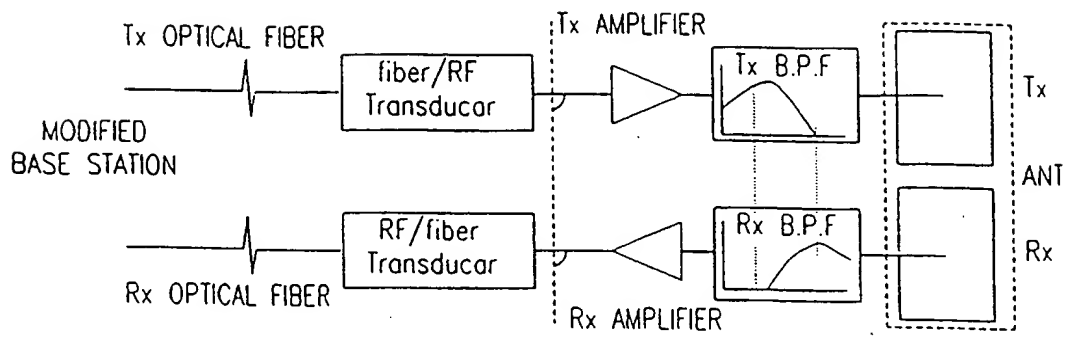 Tx OPTICAL FIBER
Tx AMPLIFIER
fiber/RF
Transducar
Tx B.P.F
Tx
MODIFIED
BASE STATION
ANT
RF/fiber
Transducar
Rx B.P.F
Rx
Rx OPTICAL FIBER
Rx AMPLIFIER